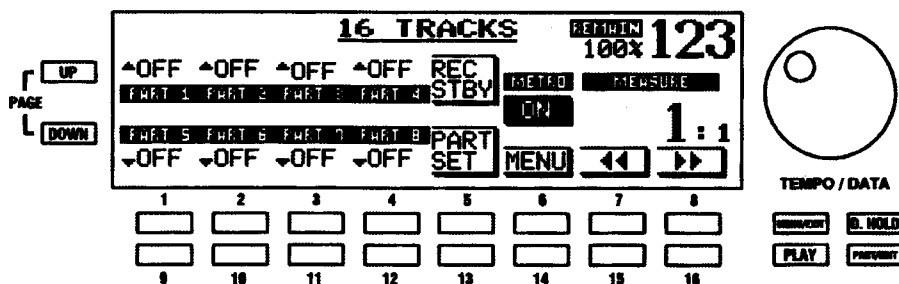 16 TRACKS
REMAIN
100%
123
UP
PAGE
DOWN
OFF OFF OFF OFF
PART 1 PART 2 PART 3 PART 4
REC
STBY
METRO
MEASURE
ON
1 : 1
PART 5 PART 6 PART 7 PART 8
OFF OFF OFF OFF
PART
SET
MENU
TEMPO / DATA
1 2 3 4 5 6 7 8
9 10 11 12 13 14 15 16
D. HOLD
PLAY